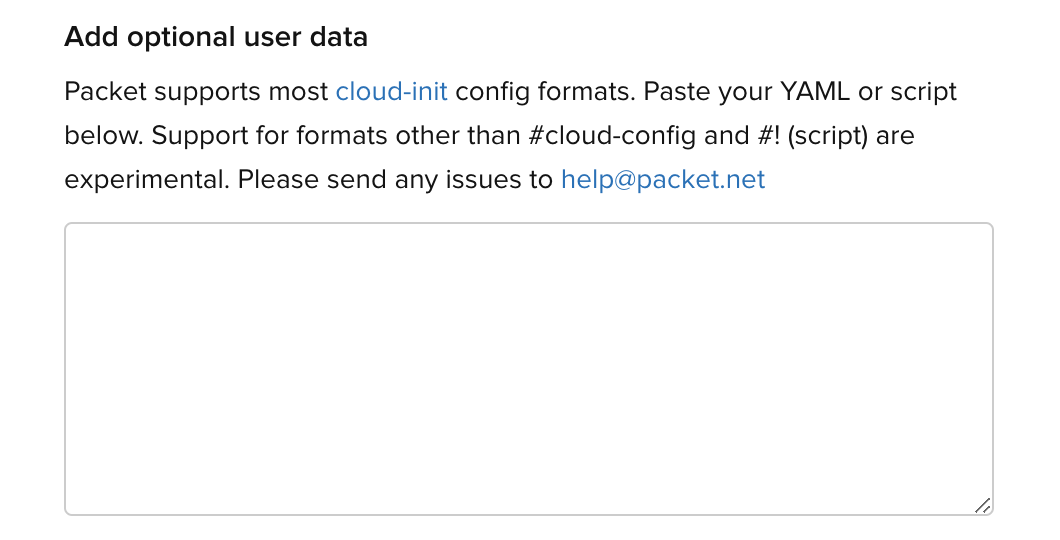 Add optional user data
Packet supports most cloud-init config formats. Paste your YAML or script
below. Support for formats other than #cloud-config and #! (script) are
experimental. Please send any issues to help@packet.net